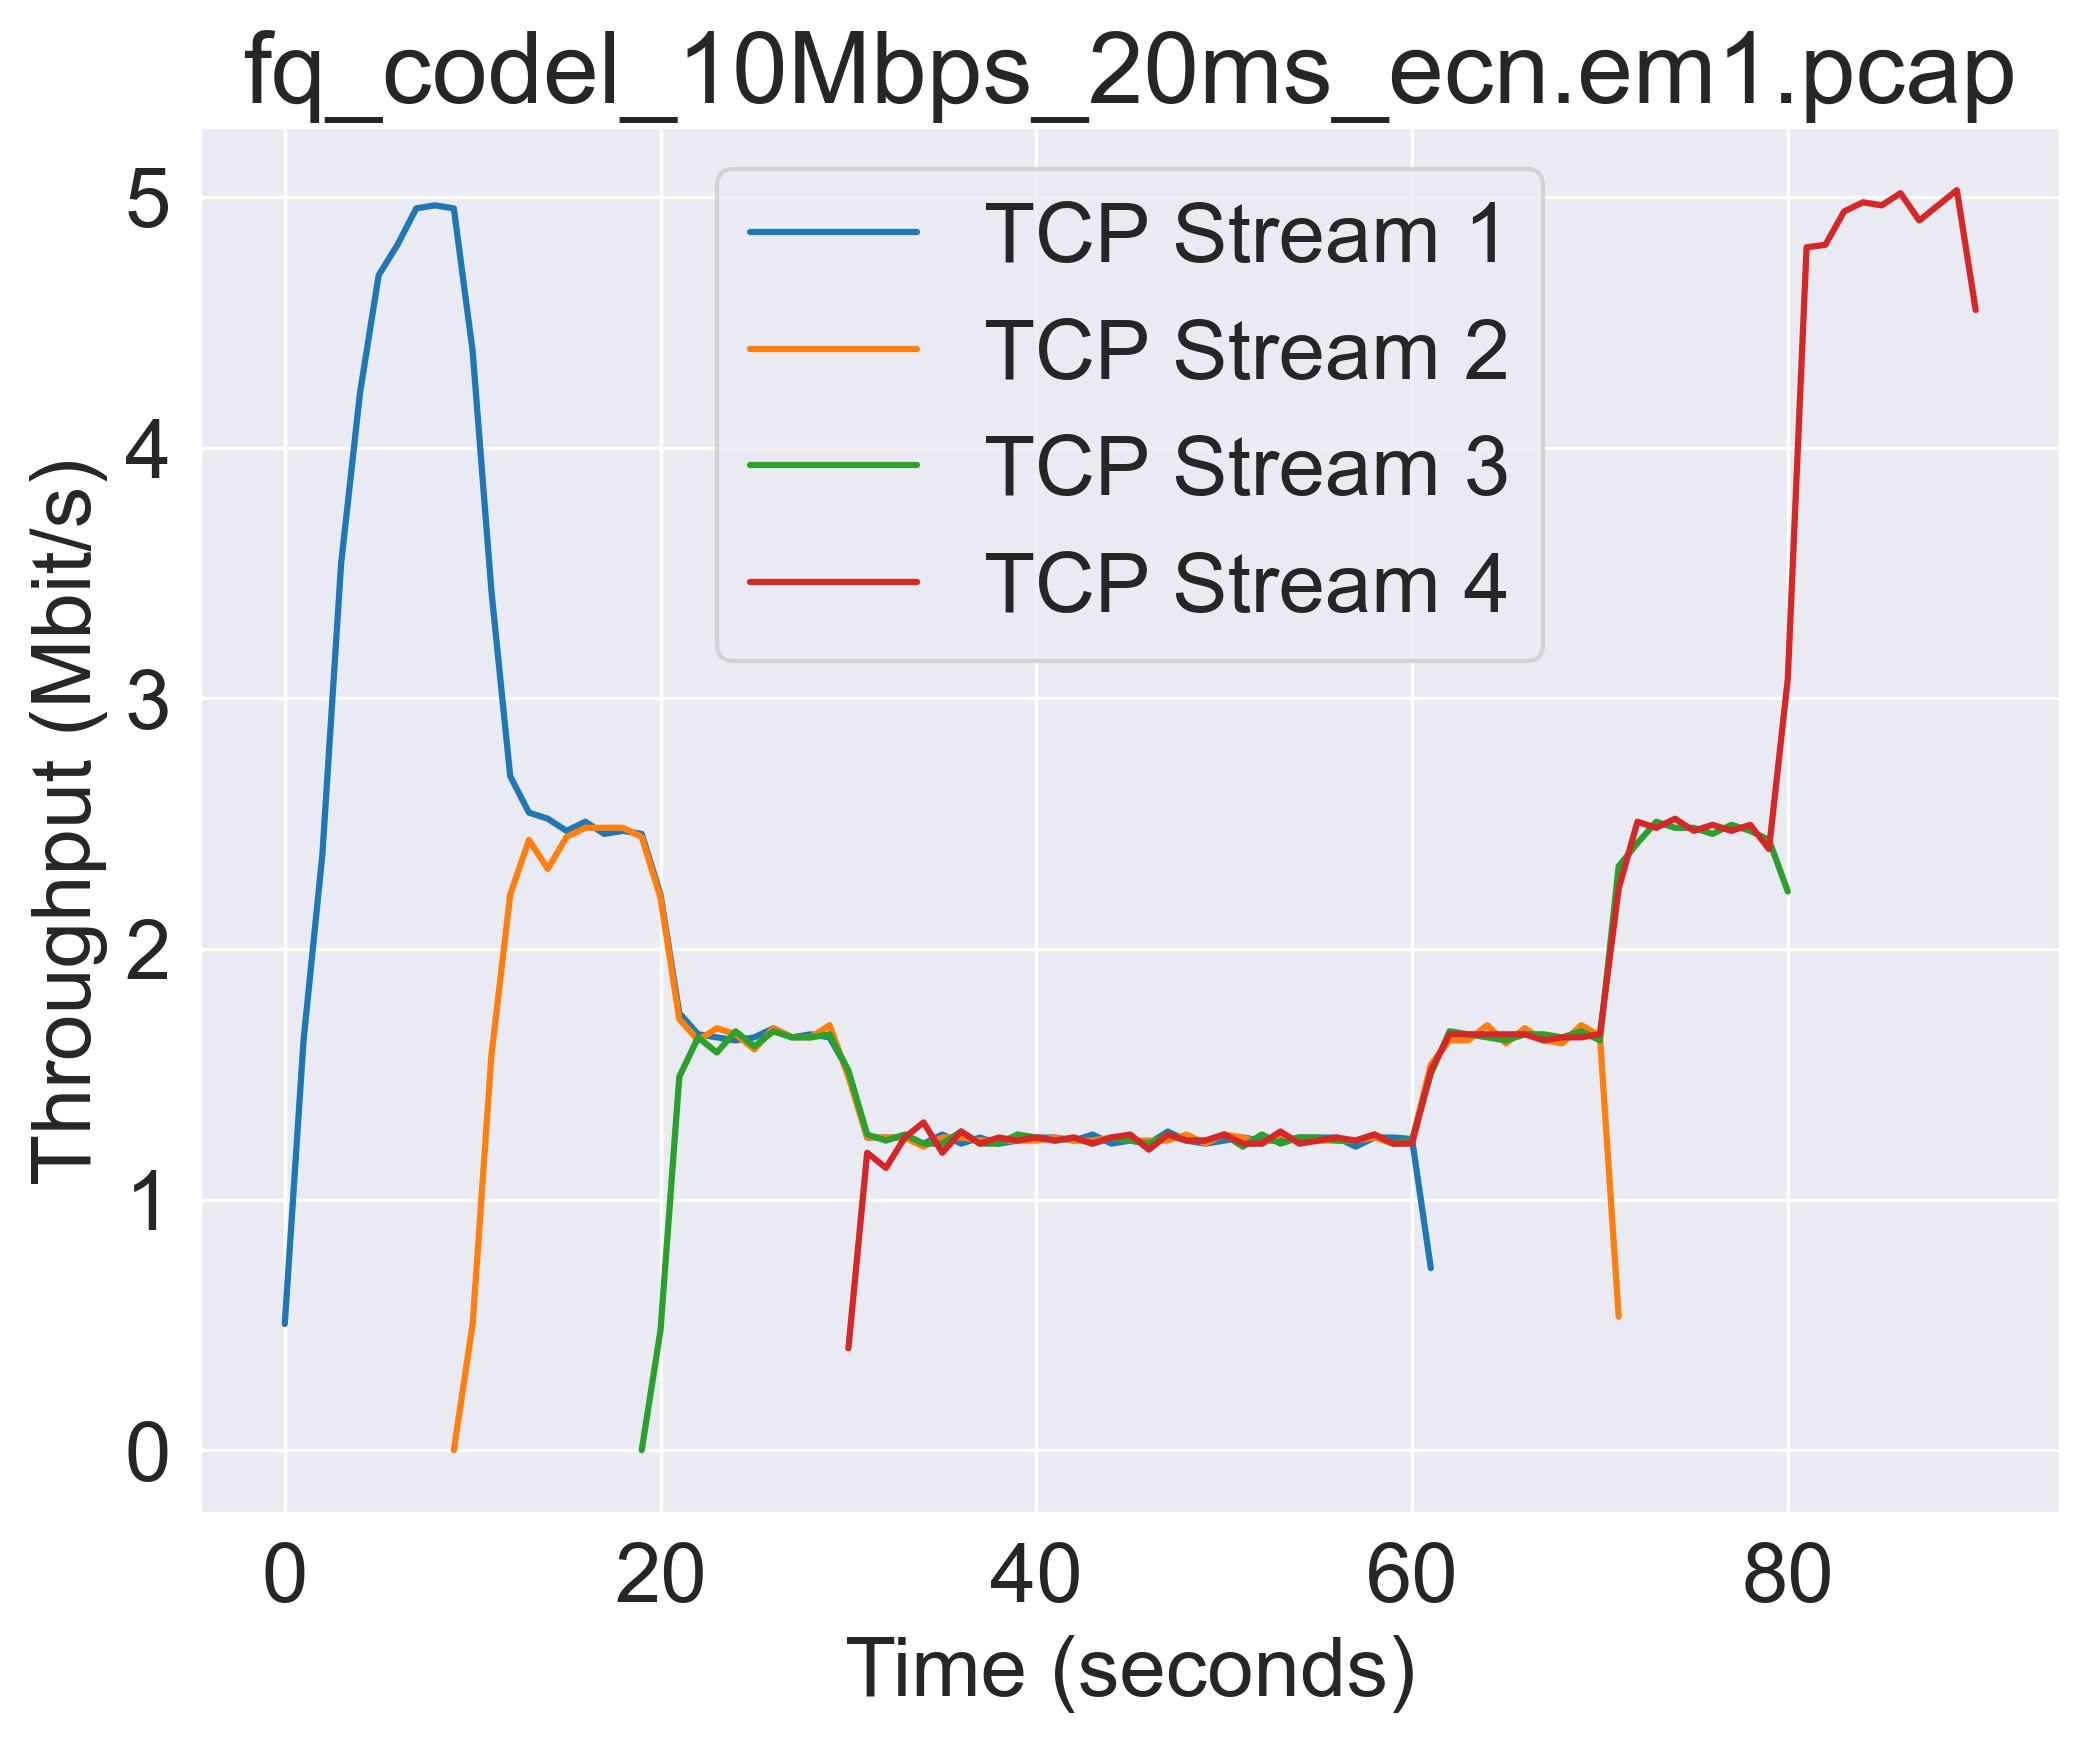 fq_codel_10Mbps_20ms_ecn.em1.pcap
5
4
3
2
1
0
Throughput (Mbit/s)
TCP Stream 1
TCP Stream 2
TCP Stream 3
TCP Stream 4
0 20 40 60 80
Time (seconds)